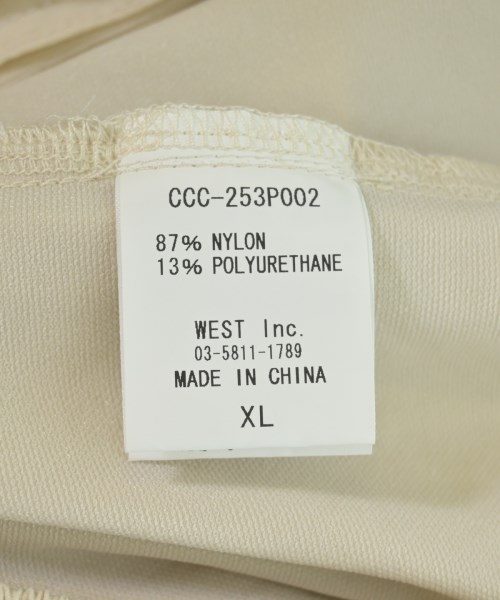 CCC-253P002
87% NYLON
13% POLYURETHANE
WEST Inc.
03-5811-1789
MADE IN CHINA
XL